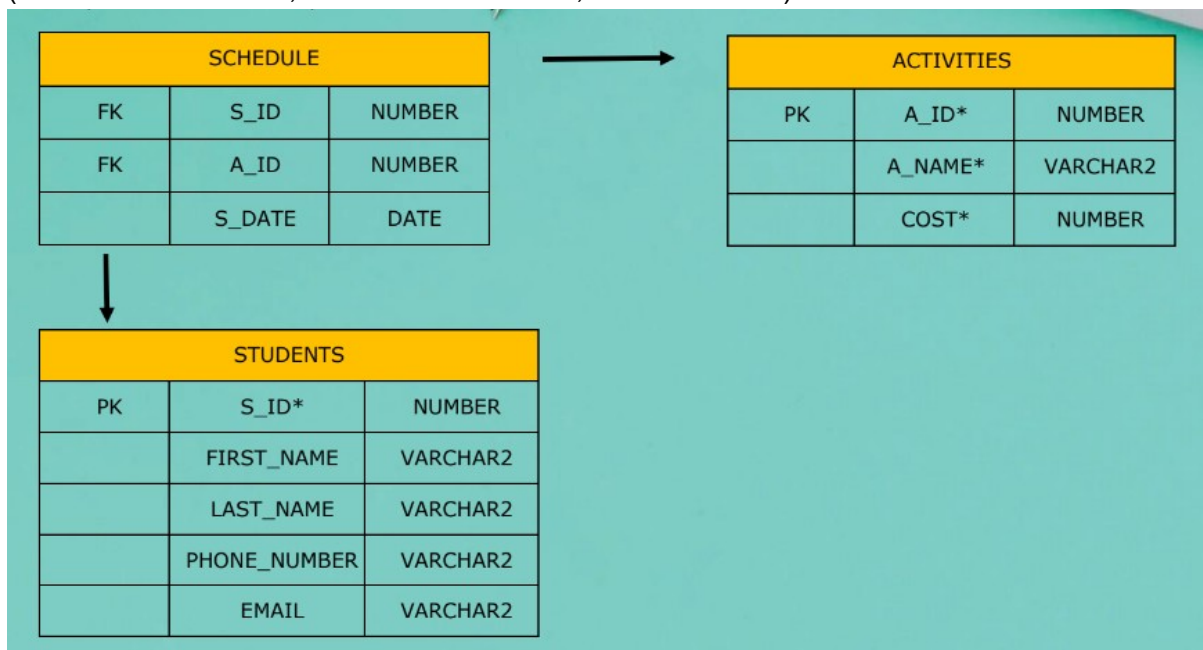 SCHEDULE
FK S_ID NUMBER
FK A_ID NUMBER
S_DATE DATE
ACTIVITIES
PK A_ID* NUMBER
A_NAME* VARCHAR2
COST* NUMBER
STUDENTS
PK S_ID* NUMBER
FIRST_NAME VARCHAR2
LAST_NAME VARCHAR2
PHONE_NUMBER VARCHAR2
EMAIL VARCHAR2